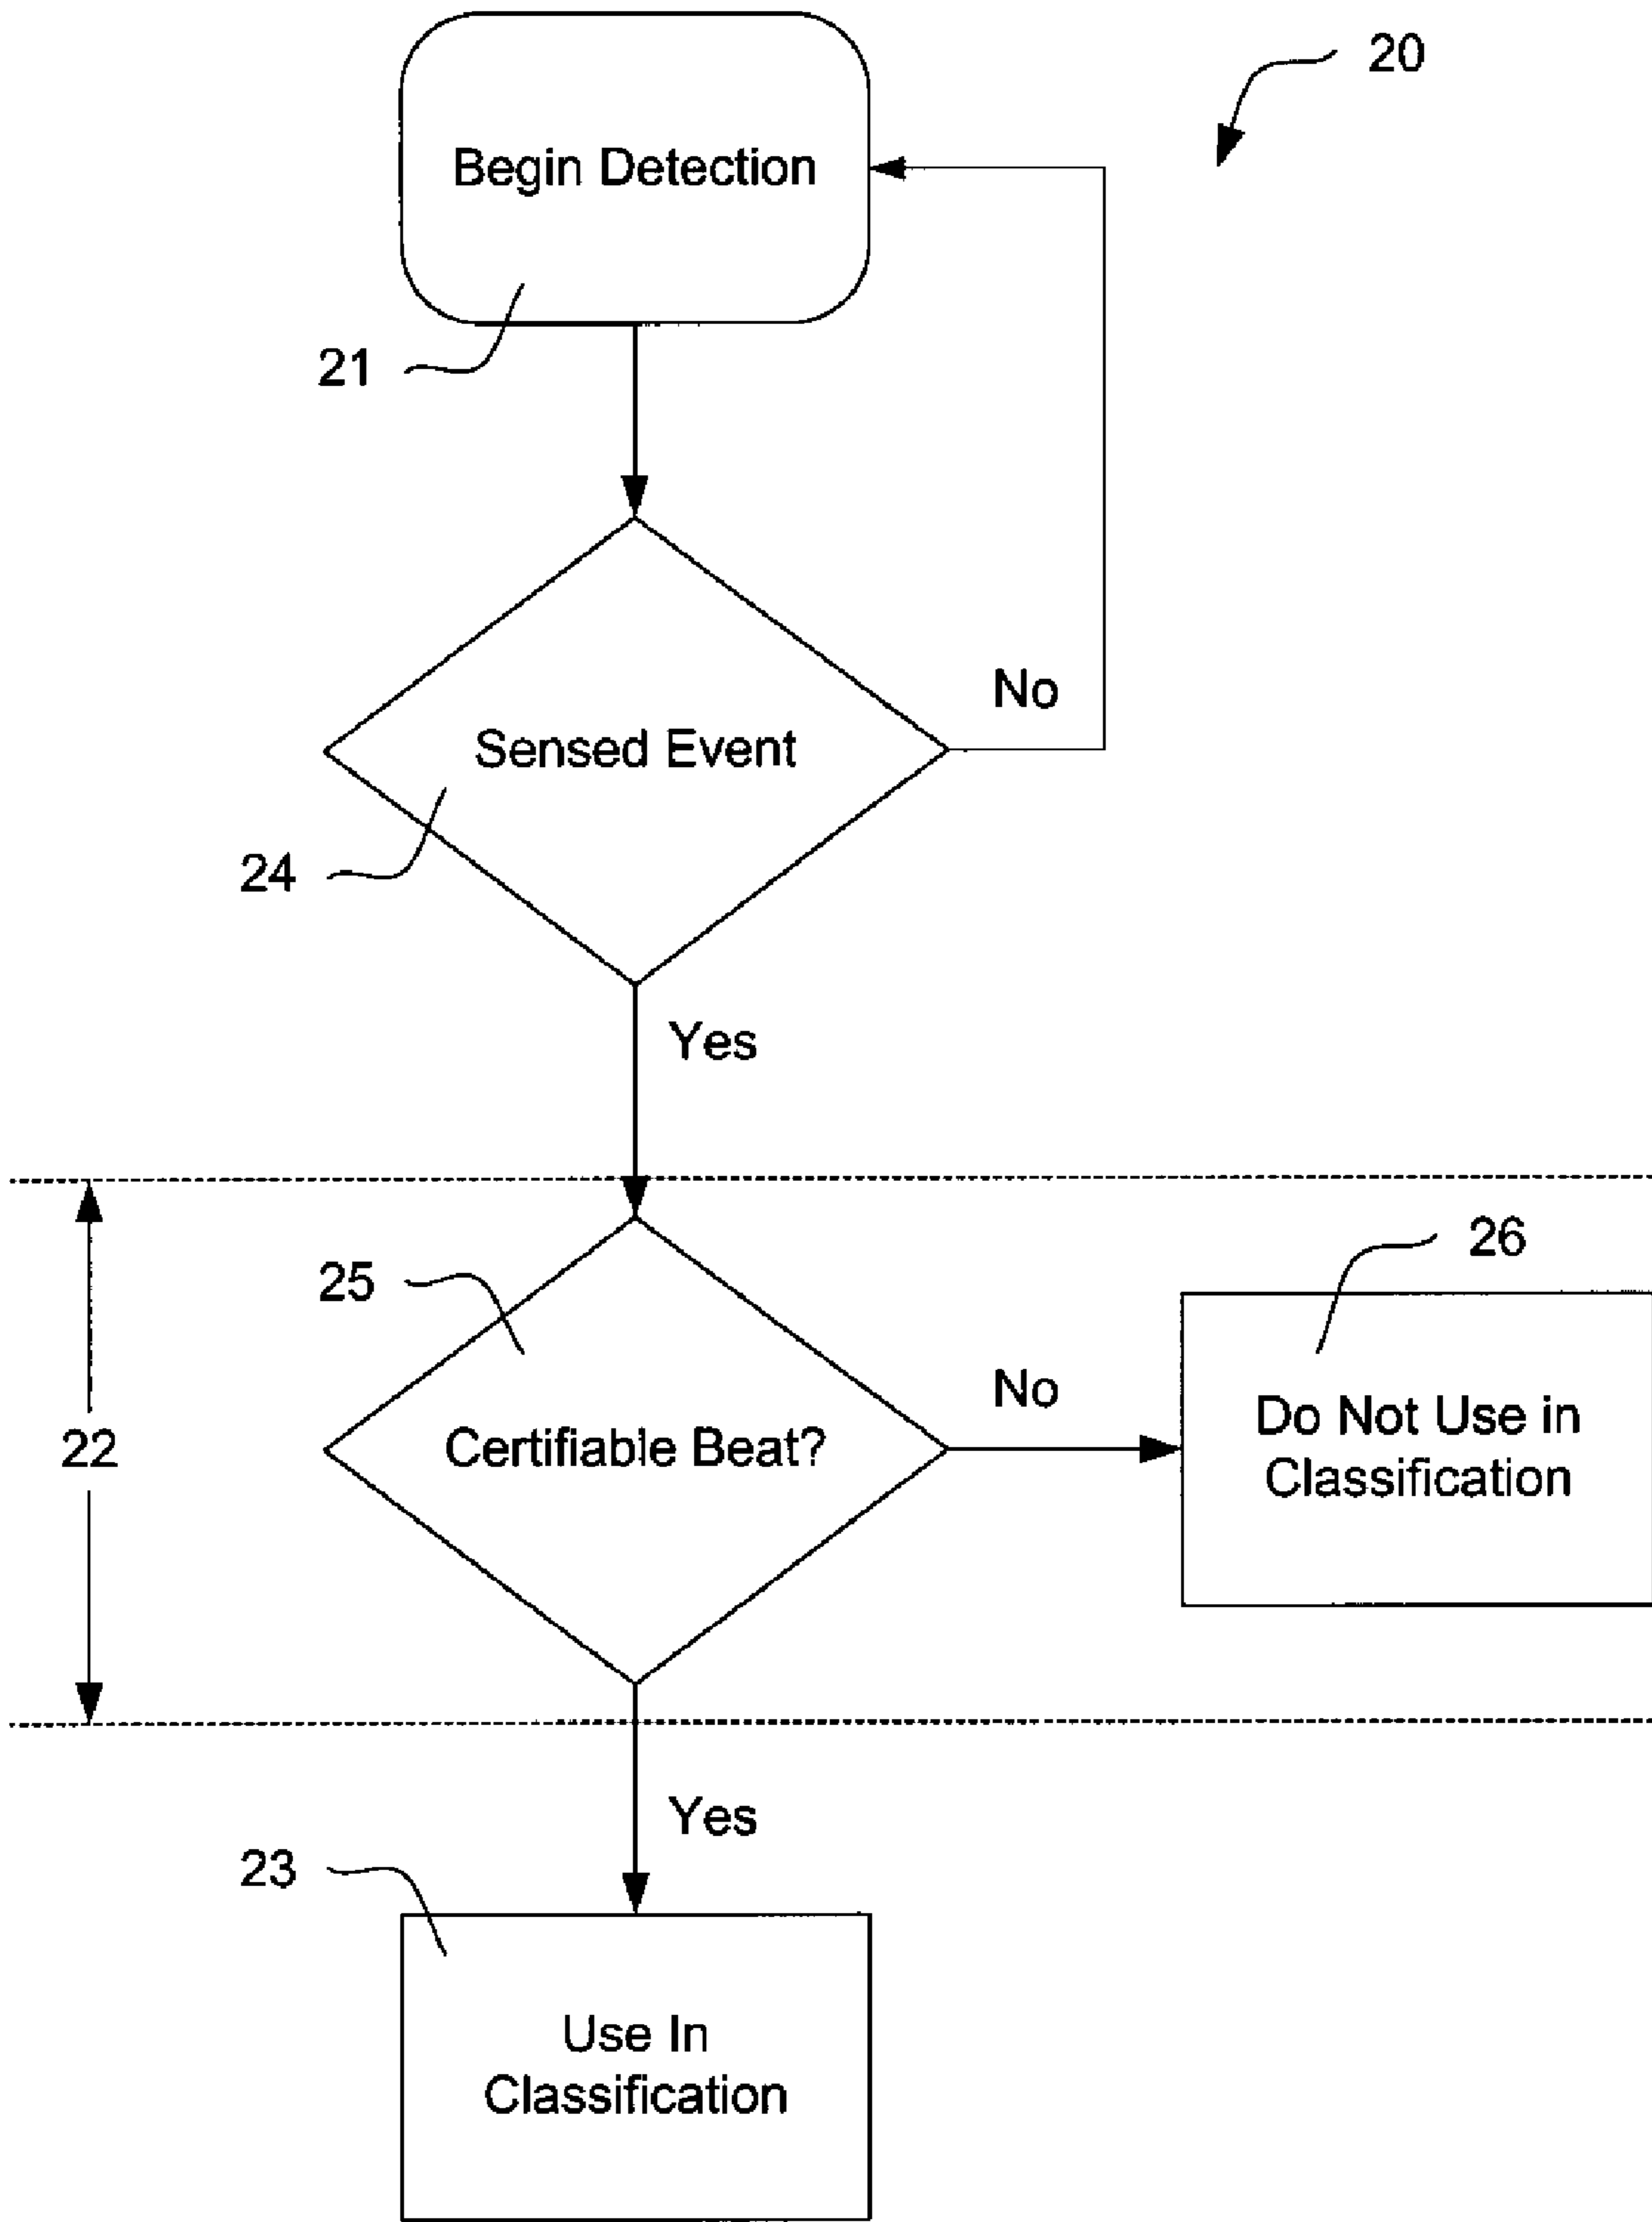 20
Begin Detection
21
No
Sensed Event
24
Yes
26
25
No
Do Not Use in
Classification
Certifiable Beat?
22
Yes
23
Use In
Classification